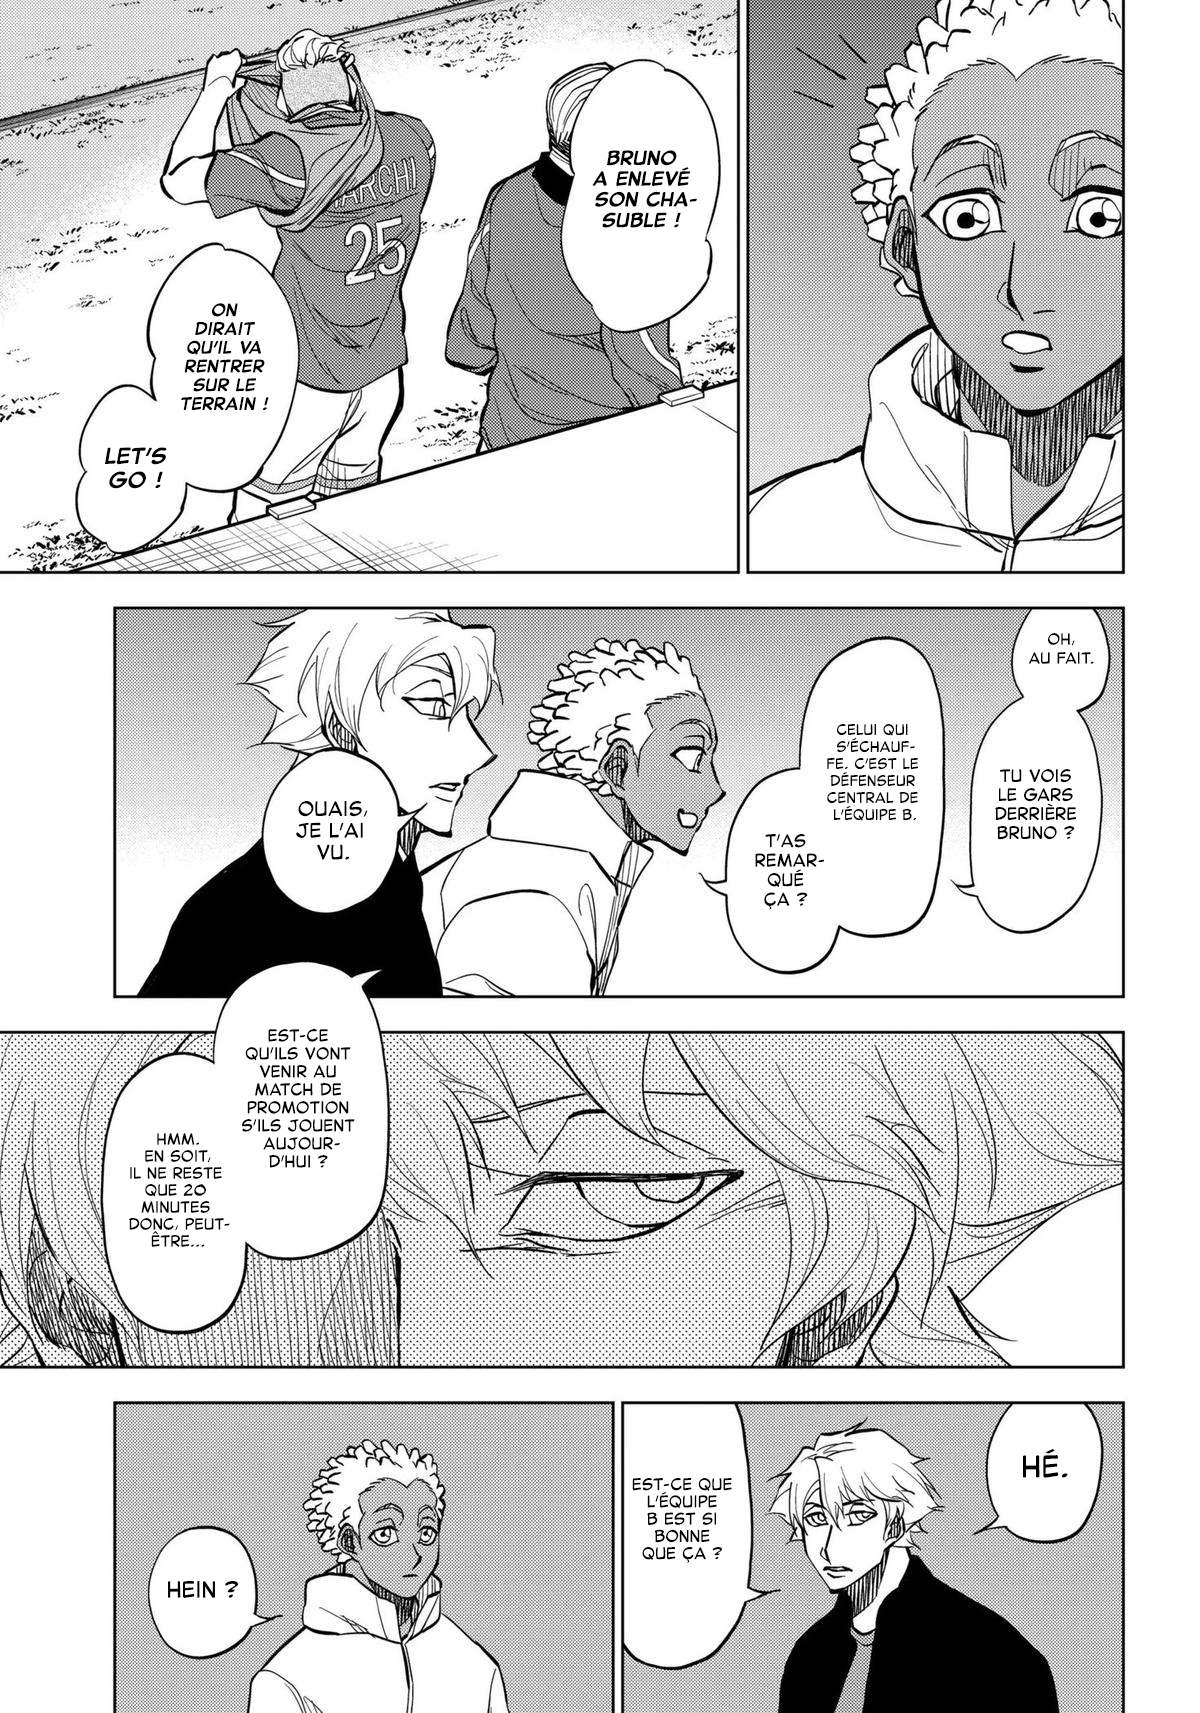 BRUNO
A ENLEVÉ
SON CHA-
SUBLE !
ARCHI
25
ON
DIRAIT
QU'IL VA
RENTRER
SUR LE
TERRAIN !
LET'S
GO !
OH,
AU FAIT.
TU VOIS
LE GARS
DERRIÈRE
BRUNO ?
CELUI QUI
S'ÉCHAUF-
FE, C'EST LE
DÉFENSEUR
CENTRAL DE
L'ÉQUIPE B.
T'AS
REMAR-
QUÉ
ÇA ?
OUAIS,
JE L'AI
VU.
EST-CE
QU'ILS VONT
VENIR AU
MATCH DE
PROMOTION
S'ILS JOUENT
AUJOUR-
D'HUI ?
HMM.
EN SOIT,
IL NE RESTE
QUE 20
MINUTES
DONC, PEUT-
ÊTRE...
HÉ.
EST-CE QUE
L'ÉQUIPE
B EST SI
BONNE
QUE ÇA ?
HEIN ?